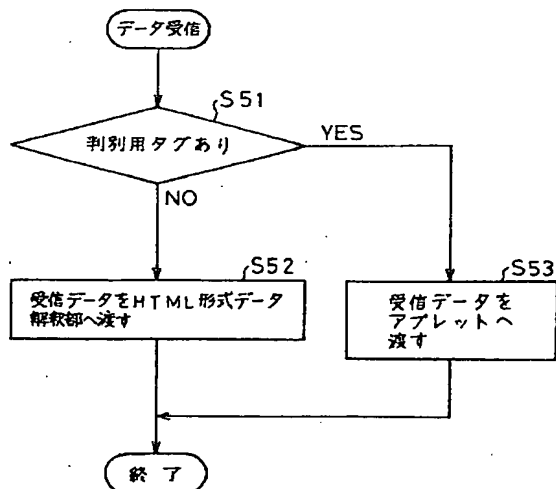 データ受信
S51
判別用タグあり
YES
NO
S52
受信データをHTML形式データ
解釈部へ渡す
S53
受信データを
アプレットへ
渡す
終了